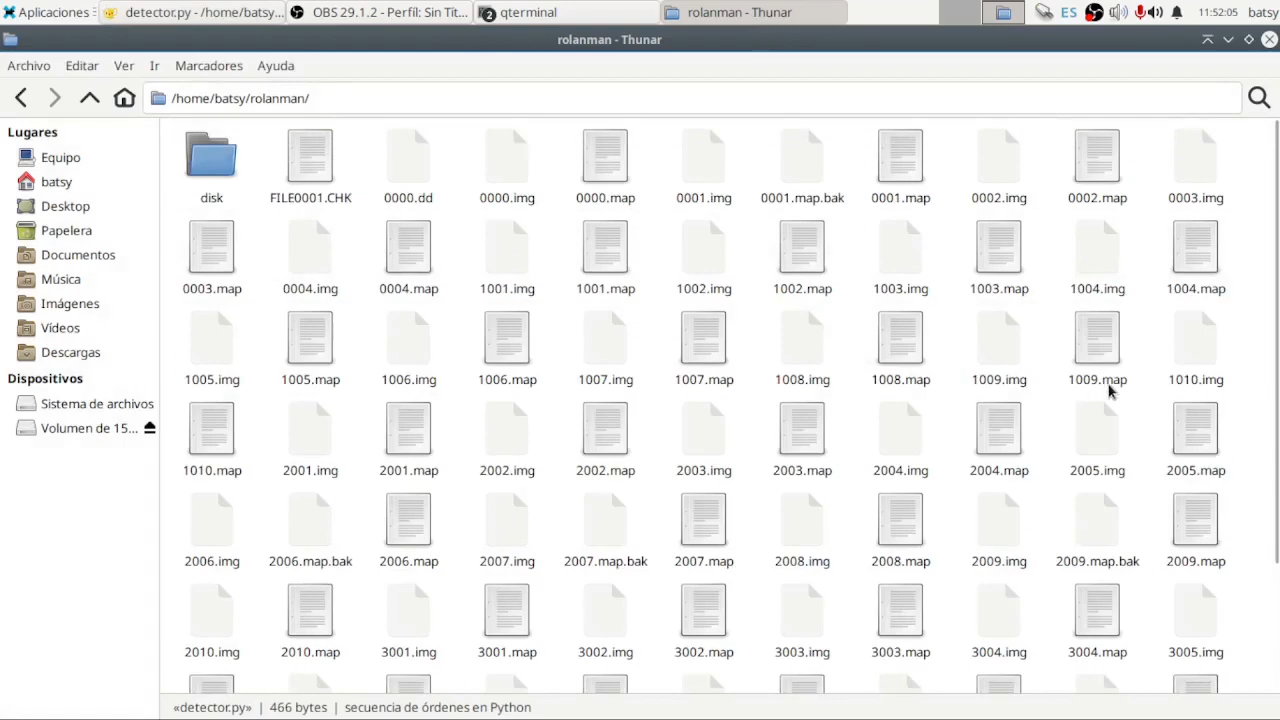 Aplicaciones detector.py - /home/batsy... OBS 29.1.2 - Perfil: Sin Tít... 2 qterminal rolanman - Thunar ES 11:52:05 batsy
rolanman - Thunar
Archivo Editar Ver Ir Marcadores Ayuda
/home/batsy/rolanman/
Lugares
Equipo
batsy
Desktop
Papelera
Documentos
Música
Imágenes
Vídeos
Descargas
Dispositivos
Sistema de archivos
Volumen de 15...
disk FILE0001.CHK 0000.dd 0000.img 0000.map 0001.img 0001.map.bak 0001.map 0002.img 0002.map 0003.img
0003.map 0004.img 0004.map 1001.img 1001.map 1002.img 1002.map 1003.img 1003.map 1004.img 1004.map
1005.img 1005.map 1006.img 1006.map 1007.img 1007.map 1008.img 1008.map 1009.img 1009.map 1010.img
1010.map 2001.img 2001.map 2002.img 2002.map 2003.img 2003.map 2004.img 2004.map 2005.img 2005.map
2006.img 2006.map.bak 2006.map 2007.img 2007.map.bak 2007.map 2008.img 2008.map 2009.img 2009.map.bak 2009.map
2010.img 2010.map 3001.img 3001.map 3002.img 3002.map 3003.img 3003.map 3004.img 3004.map 3005.img
«detector.py» | 466 bytes | secuencia de órdenes en Python